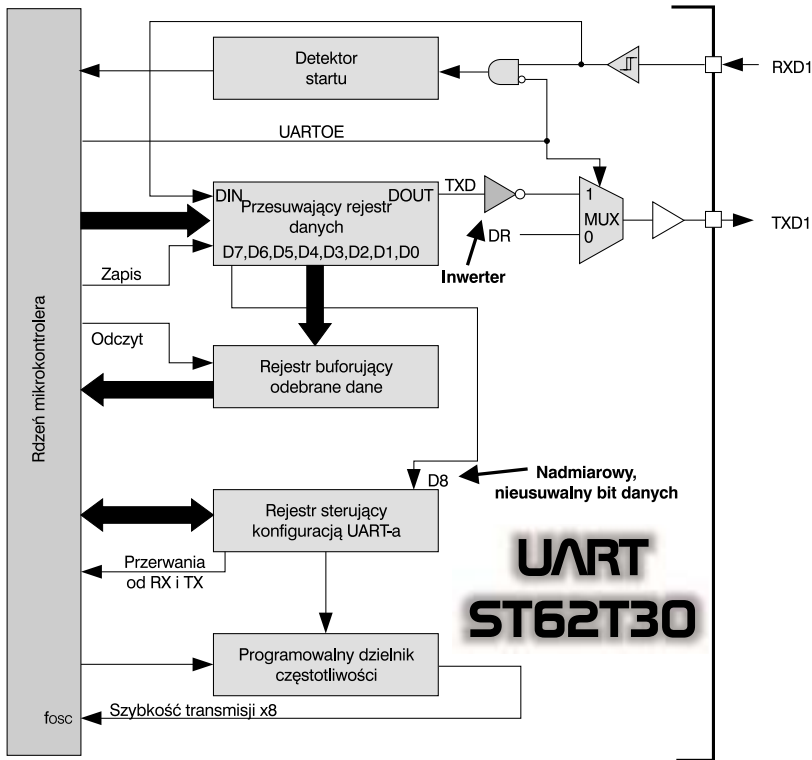 Detektor
startu
RXD1
UARTOE
DIN
DOUT
TXD
Przesuwający rejestr
danych
D7,D6,D5,D4,D3,D2,D1,D0
1
MUX
0
DR
TXD1
Inwerter
Zapis
Odczyt
Rejestr buforujący
odebrane dane
Rdzeń mikrokontrolera
D8
Nadmiarowy,
nieusuwalny bit danych
Rejestr sterujący
konfiguracją UART-a
Przerwania
od RX i TX
UART
ST62T30
Programowalny dzielnik
częstotliwości
fosc
Szybkość transmisji x8